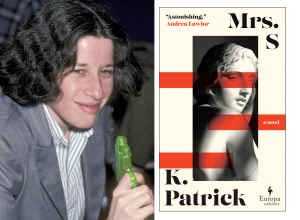 "Astonishing."
Andrea Lawlor
Mrs.
S
a novel
K.
Patrick
Europa
editions